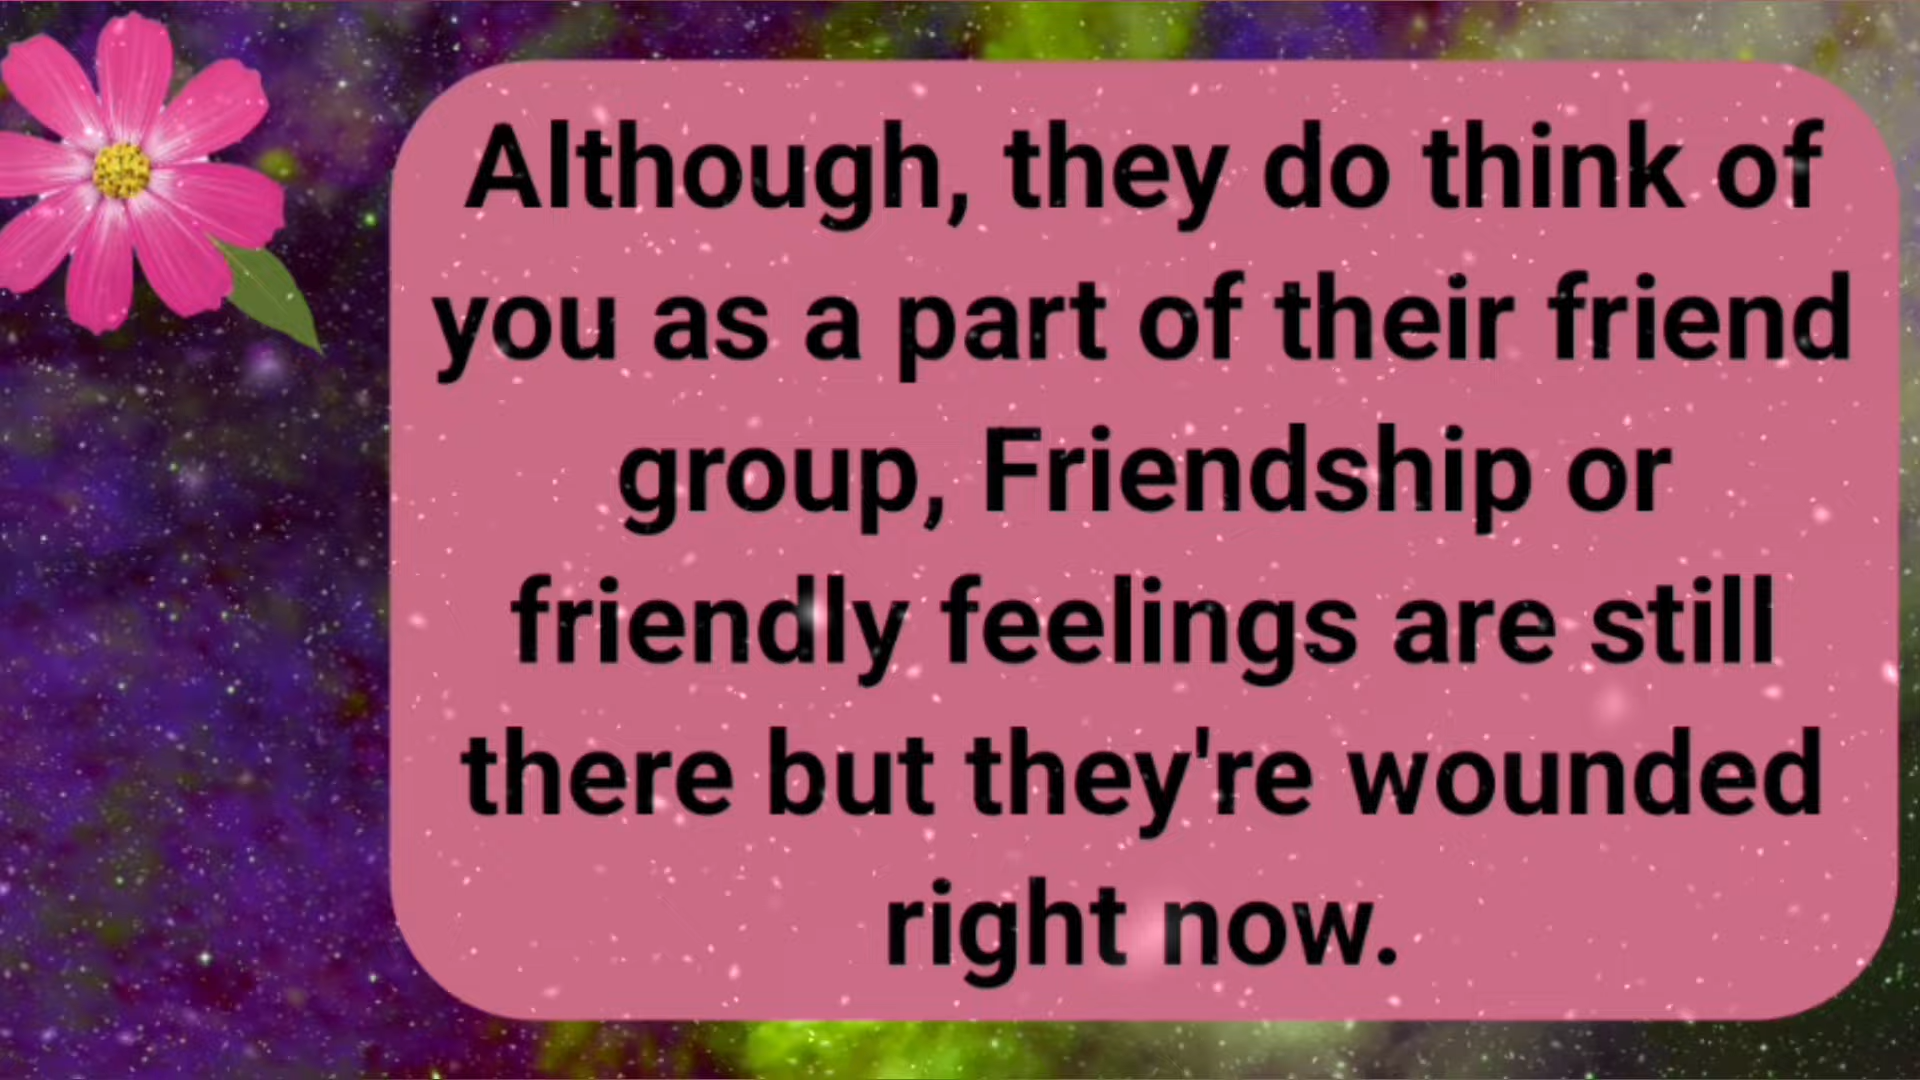 Although, they do think of
you as a part of their friend
group, Friendship or
friendly feelings are still
there but they're wounded
right now.